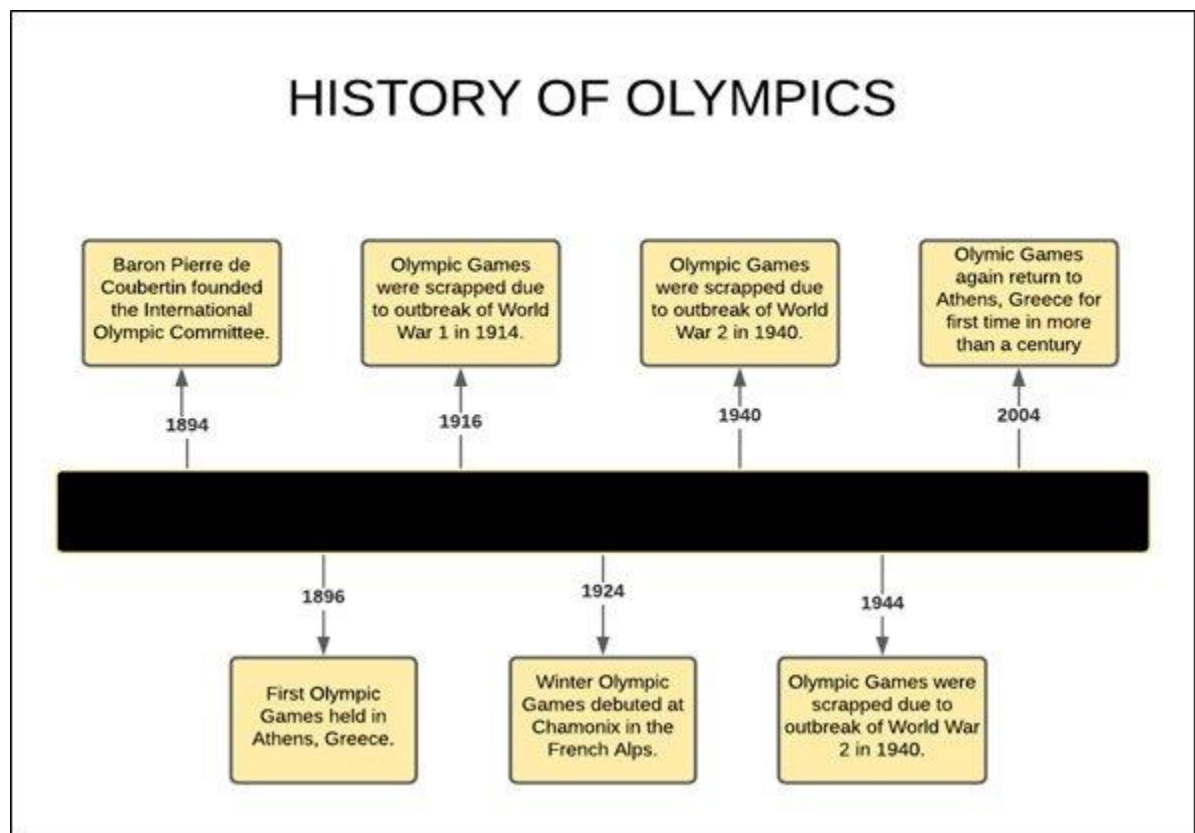 HISTORY OF OLYMPICS
Baron Pierre de
Coubertin founded
the International
Olympic Committee.
Olympic Games
were scrapped due
to outbreak of World
War 1 in 1914.
Olympic Games
were scrapped due
to outbreak of World
War 2 in 1940.
Olymic Games
again return to
Athens, Greece for
first time in more
than a century
1894
1916
1940
2004
1896
1924
1944
First Olympic
Games held in
Athens, Greece.
Winter Olympic
Games debuted at
Chamonix in the
French Alps.
Olympic Games were
scrapped due to
outbreak of World War
2 in 1940.